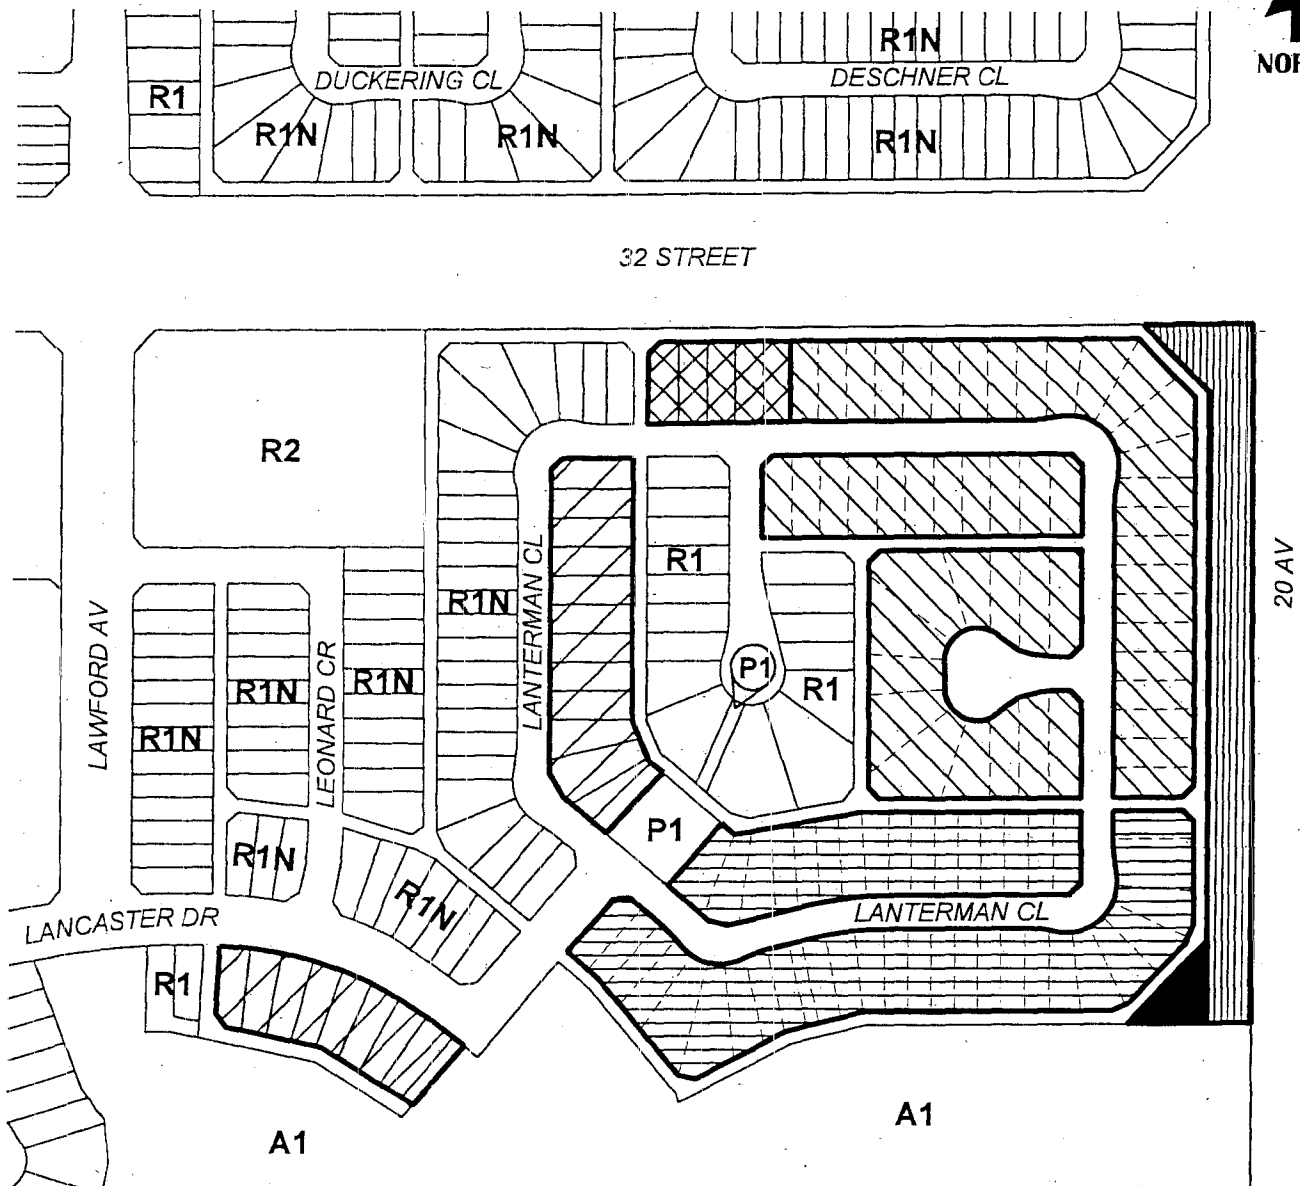 R1N
NOR
DUCKERING CL
DESCHNER CL
R1
R1N
R1N
R1N
32 STREET
R2
R1
20 AV
R1N
LANTERMAN CL
LAWFORD AV
LEONARD CR
P1
R1N
R1N
R1
R1N
P1
R1N
R1N
LANCASTER DR
LANTERMAN CL
R1
A1
A1